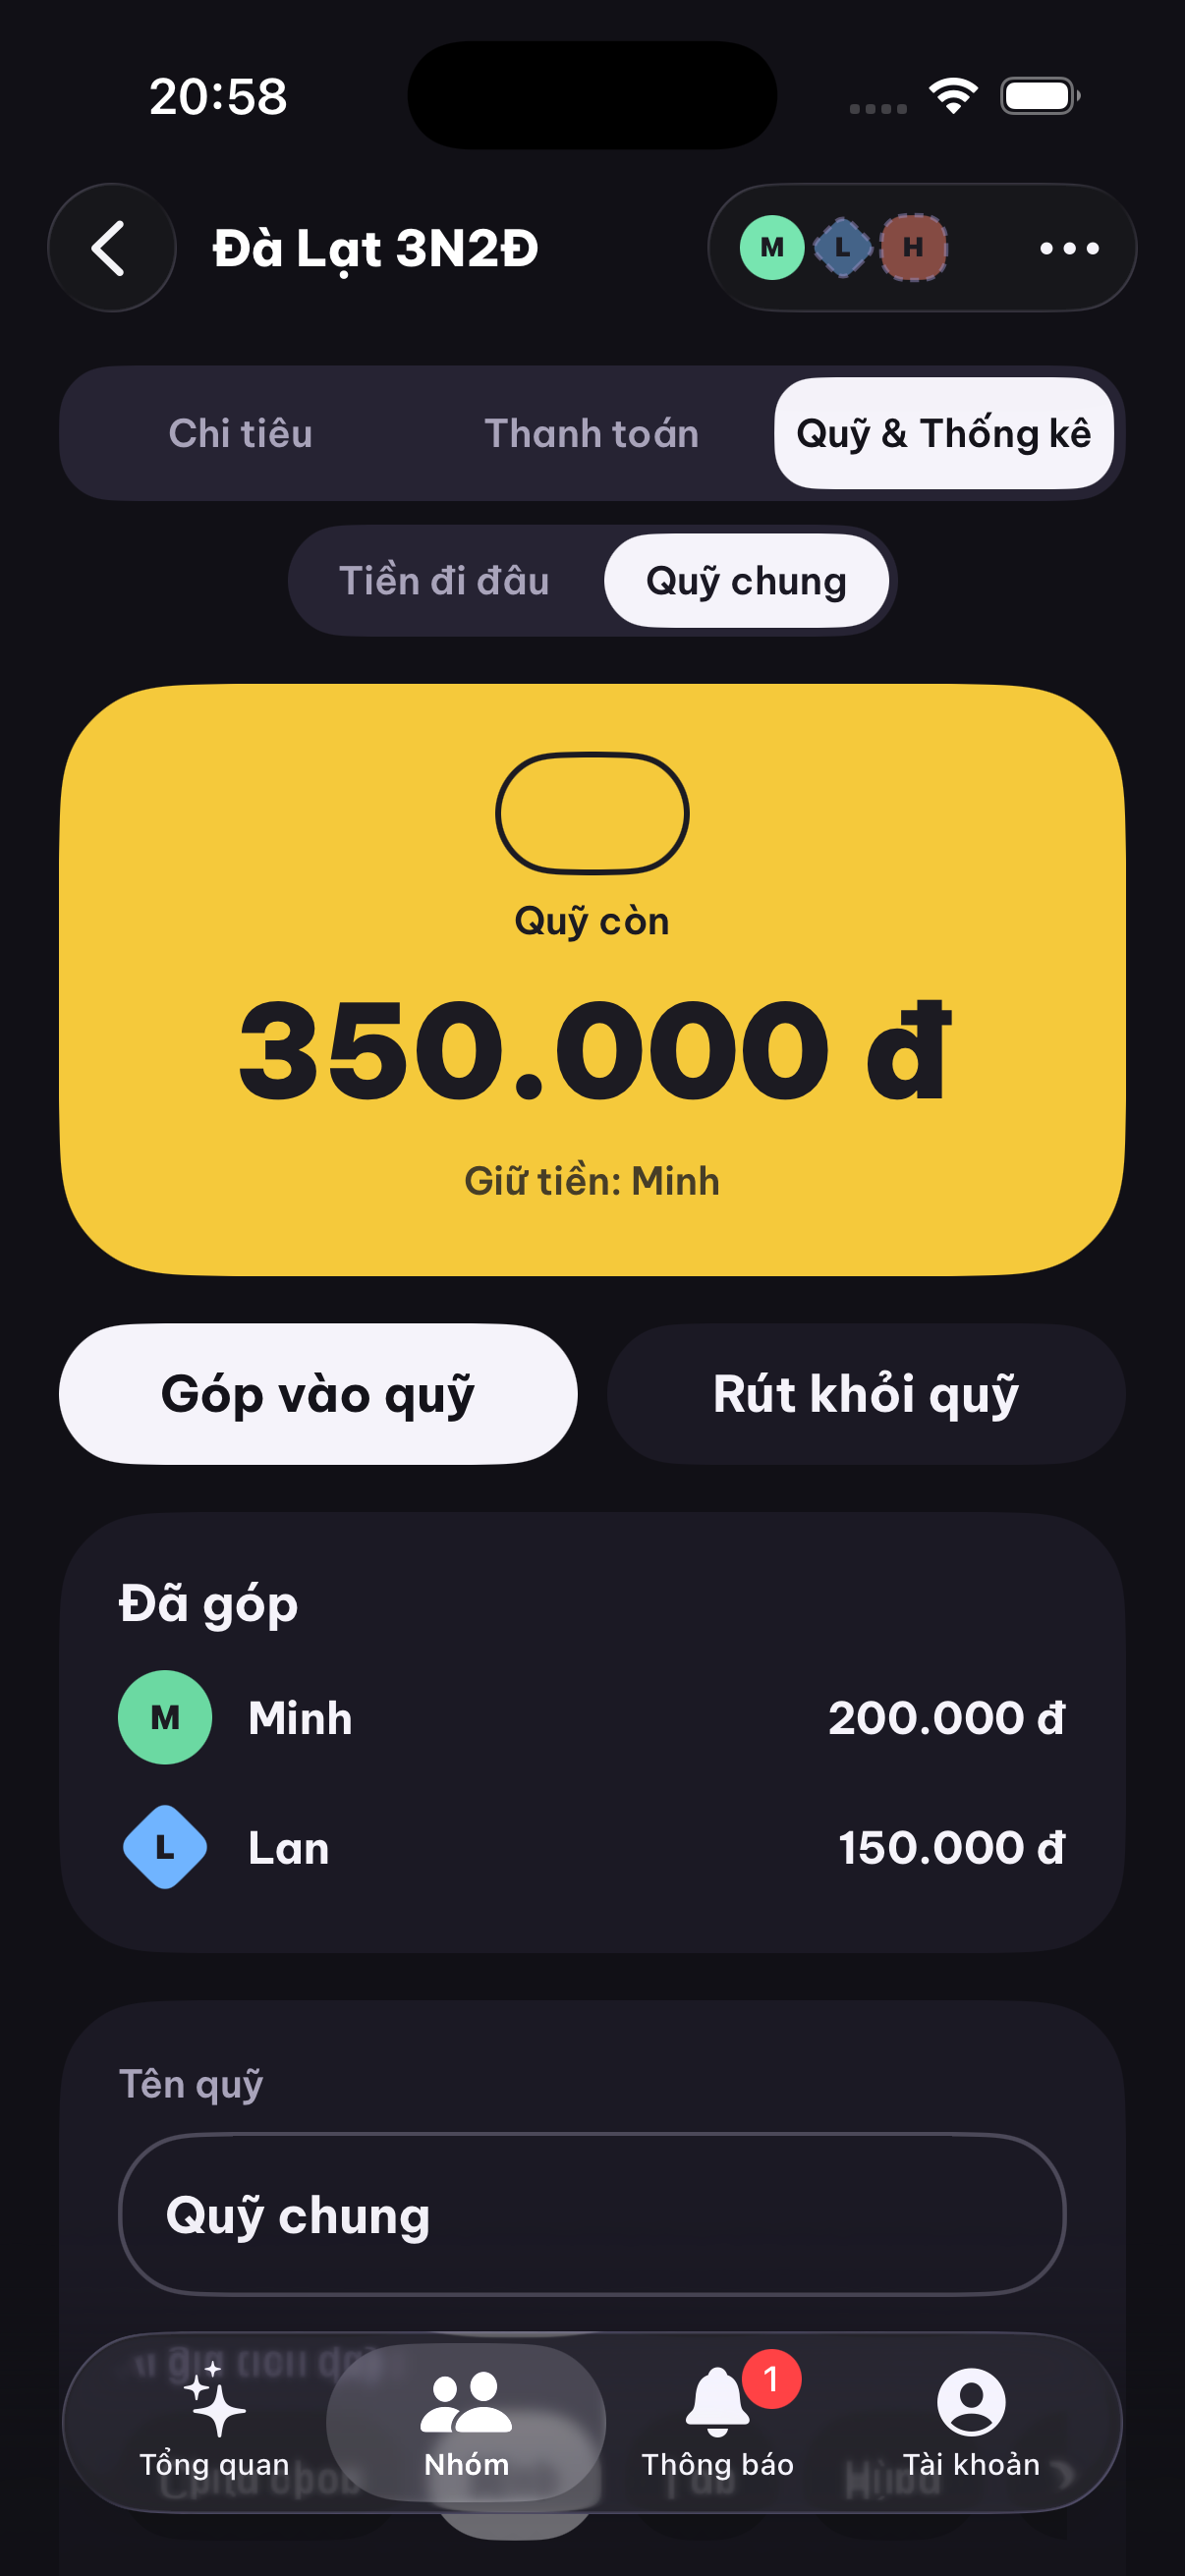 20:58
Đà Lạt 3N2Đ
M L H
Chi tiêu Thanh toán Quỹ & Thống kê
Tiền đi đâu Quỹ chung
Quỹ còn
350.000 đ
Giữ tiền: Minh
Góp vào quỹ Rút khỏi quỹ
Đã góp
M Minh 200.000 đ
L Lan 150.000 đ
Tên quỹ
Quỹ chung
1
Tổng quan Nhóm Thông báo Tài khoản